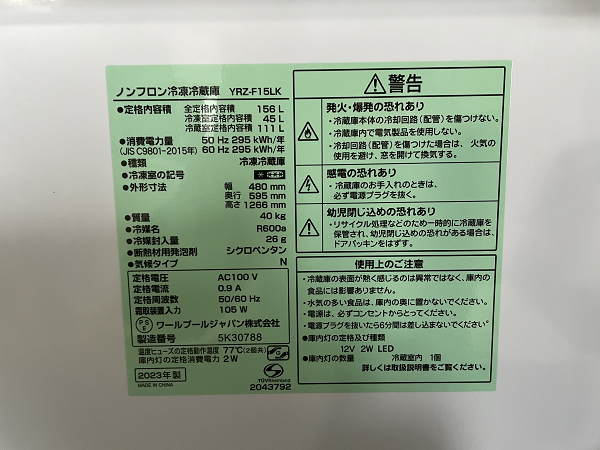 ノンフロン冷凍冷蔵庫 YRZ-F15LK
●定格内容積 全定格内容積 156 L
冷凍室定格内容積 45 L
冷蔵室定格内容積 111 L
●消費電力量 50 Hz 295 kWh/年
(JIS C9801-2015年) 60 Hz 295 kWh/年
●種類 冷凍冷蔵庫
●冷凍室の記号
●外形寸法 幅 480 mm
奥行 595 mm
高さ 1266 mm
●質量 40 kg
●冷媒名 R600a
●冷媒封入量 26 g
●断熱材用発泡剤 シクロペンタン
●気候タイプ N
定格電圧 AC100 V
定格電流 0.9 A
定格周波数 50/60 Hz
霜取装置入力 105 W
PSE ワールプールジャパン株式会社
製造番号 5K30788
温度ヒューズの定格動作温度 77℃(2個共)
庫内灯の定格消費電力 2 W
2023年製
MADE IN CHINA
TÜVRheinland
2043792
警告
発火・爆発の恐れあり
・冷蔵庫本体の冷却回路(配管)を傷つけない。
・庫内で電気製品を使用しない。
・冷却回路(配管)を傷つけた場合は、火気の
使用を避け、窓を開けて換気する。
感電の恐れあり
・冷蔵庫のお手入れのときは、
必ず電源プラグを抜く。
幼児閉じ込めの恐れあり
・リサイクル処理などのため一時的に冷蔵庫を
保管され、幼児閉じ込めの恐れがある場合は、
ドアパッキンをはずす。
使用上のご注意
・冷蔵庫の表面が熱く感じるのは異常ではなく、庫内の
食品には影響ありません。
・水気の多い食品は、庫内の奥に置かないでください。
・電源は、必ずコンセントからとってください。
・電源プラグを抜いたら6分間は差し込まないでください。
●庫内灯の定格及び種類
12V 2W LED
●庫内灯の数量 冷蔵室内 1個
詳しくは取扱説明書をご覧ください。